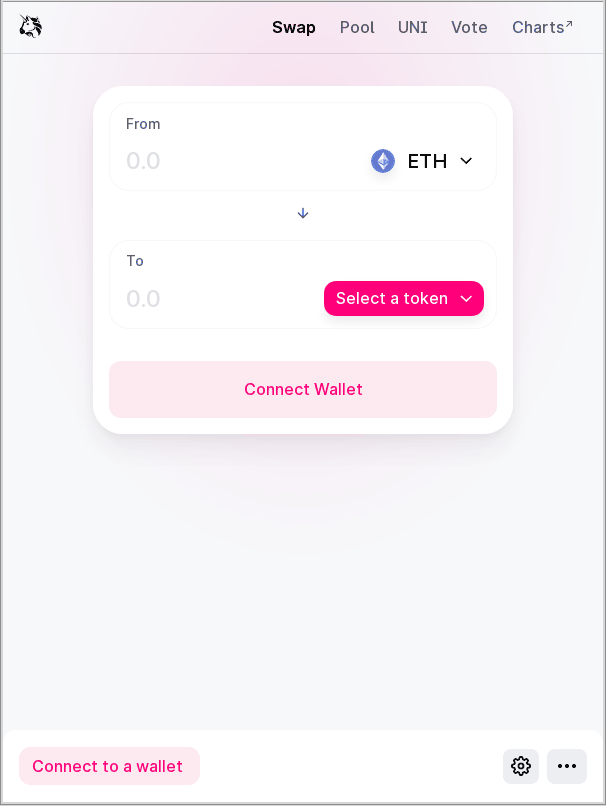 Swap Pool UNI Vote Charts↗
From
0.0 ETH
To
0.0 Select a token
Connect Wallet
Connect to a wallet